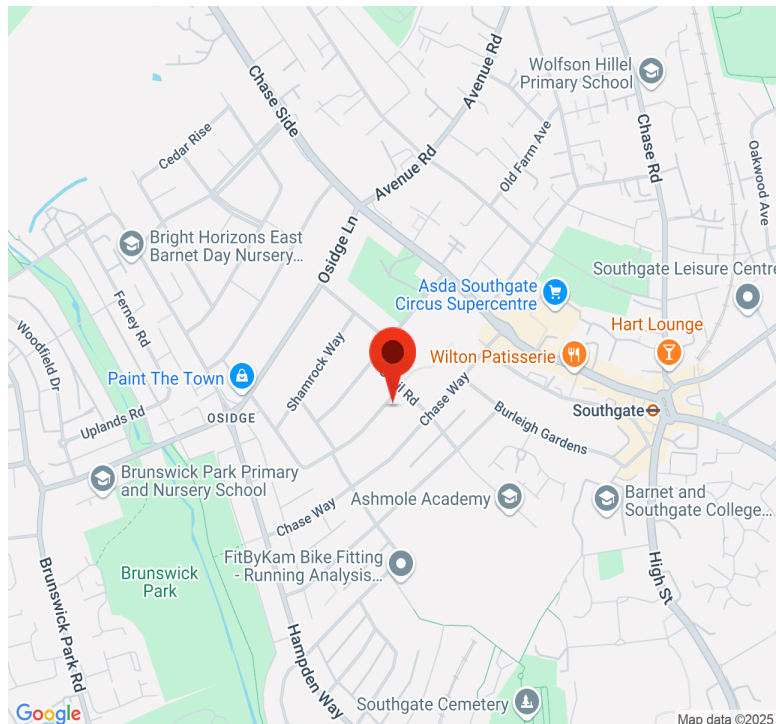 Wolfson Hillel
Primary School
Chase Side
Avenue Rd
Chase Rd
Cedar Rise
Old Farm Ave
Oakwood Ave
Avenue Rd
Bright Horizons East
Barnet Day Nursery...
Osidge Ln
Asda Southgate
Circus Supercentre
Southgate Leisure Centre
Ferney Rd
Woodfield Dr
Hart Lounge
Wilton Patisserie
Shamrock Way
Paint The Town
Rd
Chase Way
Southgate
Uplands Rd
OSIDGE
Burleigh Gardens
Brunswick Park Primary
and Nursery School
Ashmole Academy
Barnet and
Southgate College...
Chase Way
FitByKam Bike Fitting
- Running Analysis...
Brunswick
Park
High St
Brunswick Park Rd
Hampden Way
Southgate Cemetery
Google
Map data ©2025